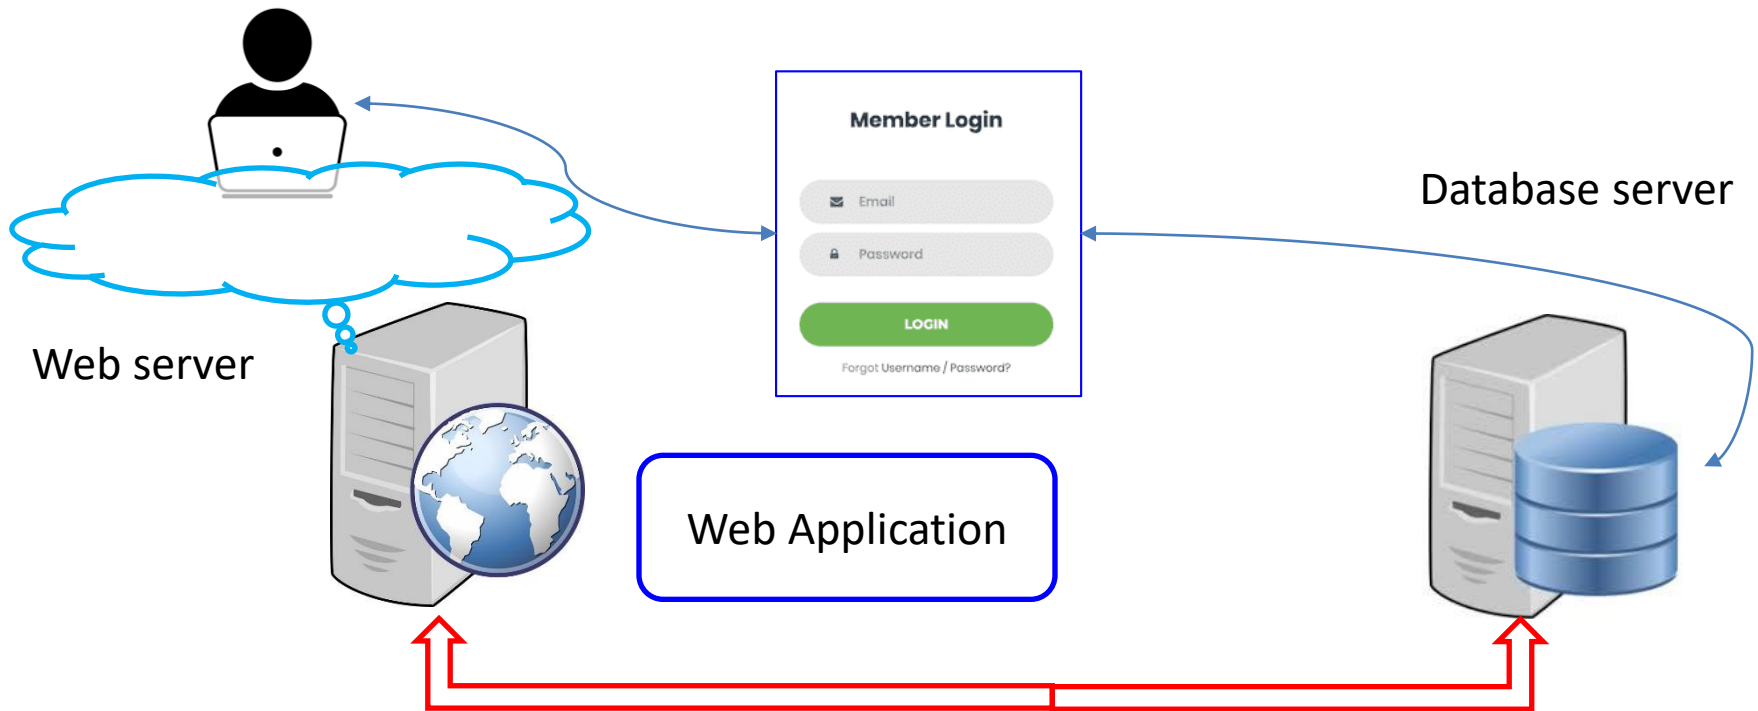 Member Login
Email
Password
LOGIN
Forgot Username / Password?
Database server
Web server
Web Application